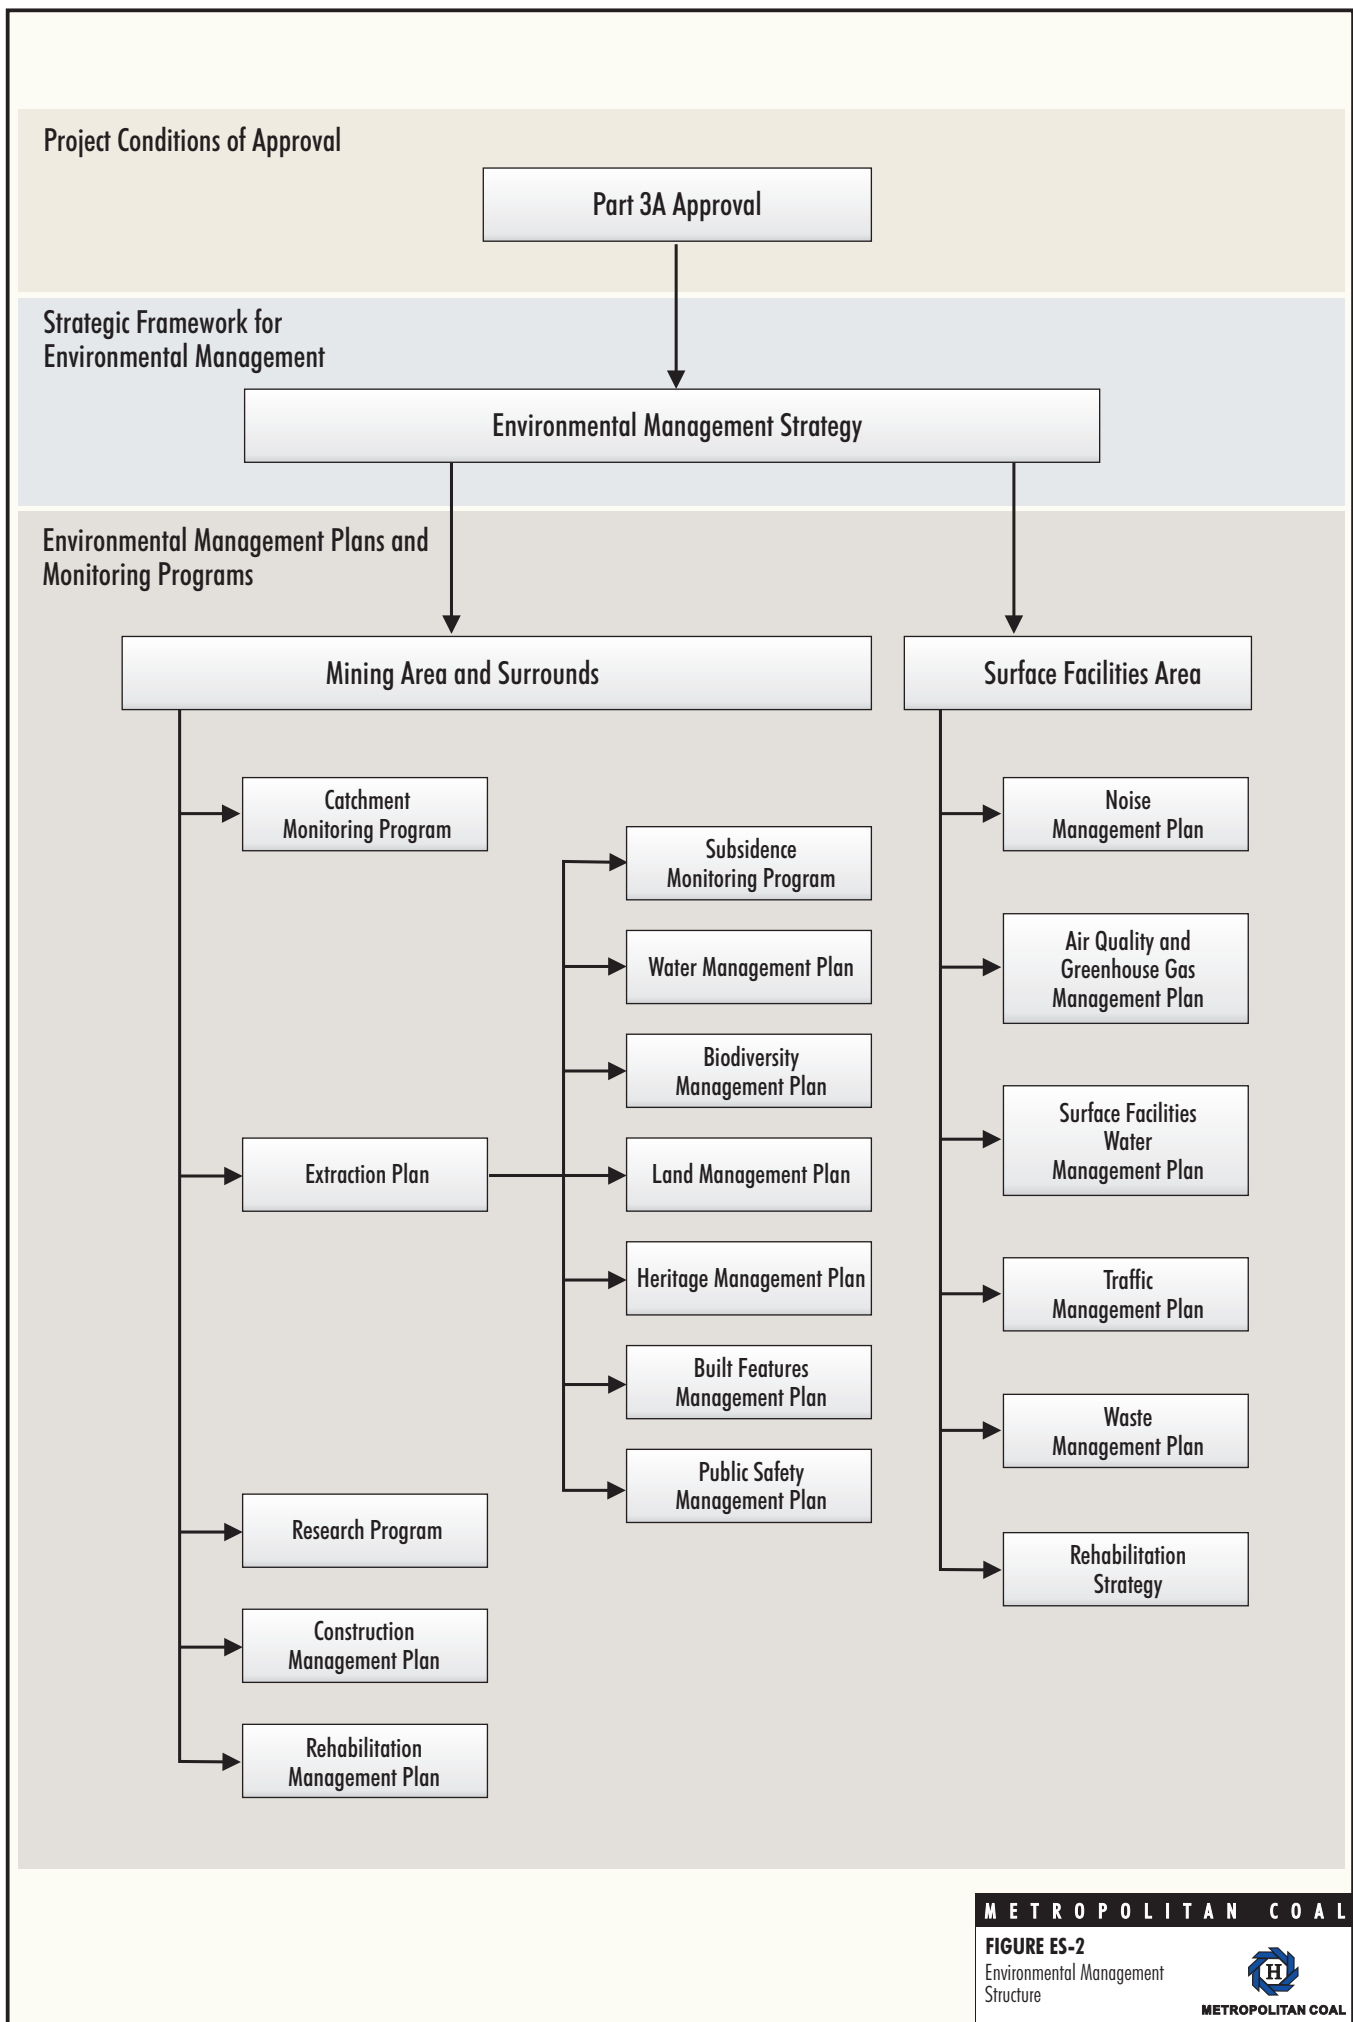 Project Conditions of Approval
Part 3A Approval
Strategic Framework for
Environmental Management
Environmental Management Strategy
Environmental Management Plans and
Monitoring Programs
Mining Area and Surrounds
Surface Facilities Area
Catchment
Monitoring Program
Extraction Plan
Research Program
Construction
Management Plan
Rehabilitation
Management Plan
Subsidence
Monitoring Program
Water Management Plan
Biodiversity
Management Plan
Land Management Plan
Heritage Management Plan
Built Features
Management Plan
Public Safety
Management Plan
Noise
Management Plan
Air Quality and
Greenhouse Gas
Management Plan
Surface Facilities
Water
Management Plan
Traffic
Management Plan
Waste
Management Plan
Rehabilitation
Strategy
METROPOLITAN COAL
FIGURE ES-2
Environmental Management
Structure
H
METROPOLITAN COAL